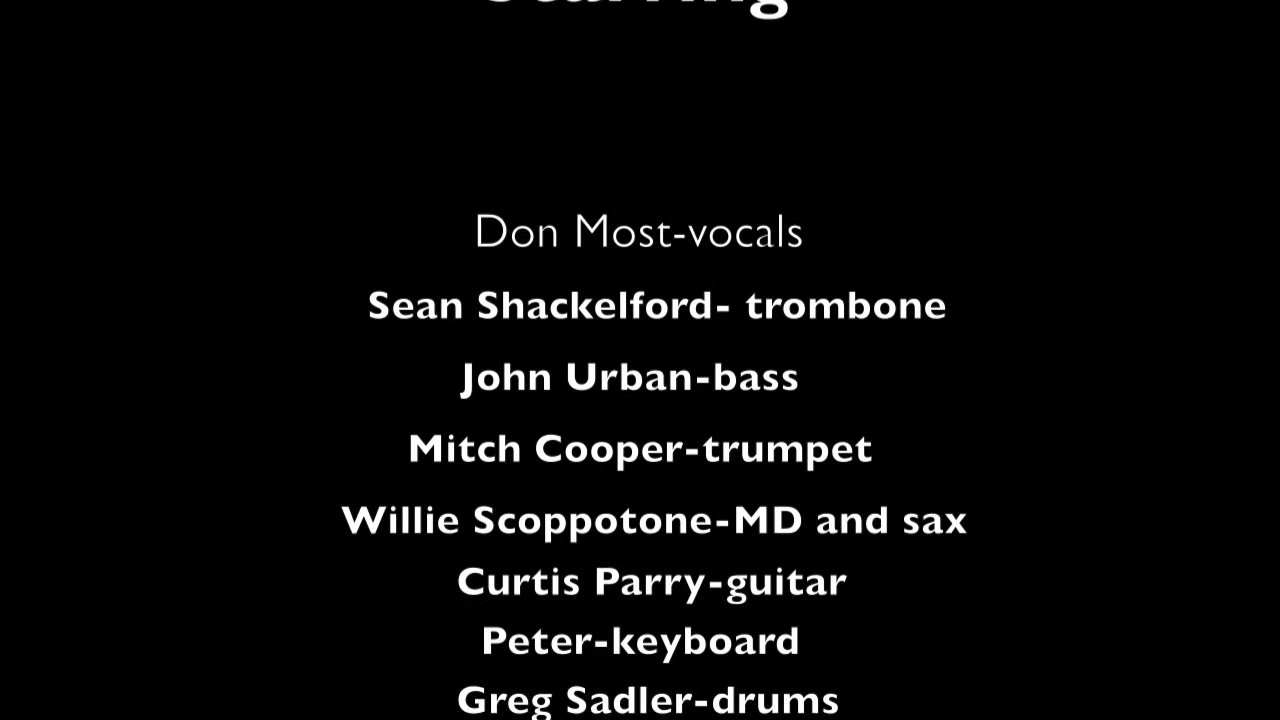 Don Most-vocals
Sean Shackelford- trombone
John Urban-bass
Mitch Cooper-trumpet
Willie Scoppotone-MD and sax
Curtis Parry-guitar
Peter-keyboard
Greg Sadler-drums